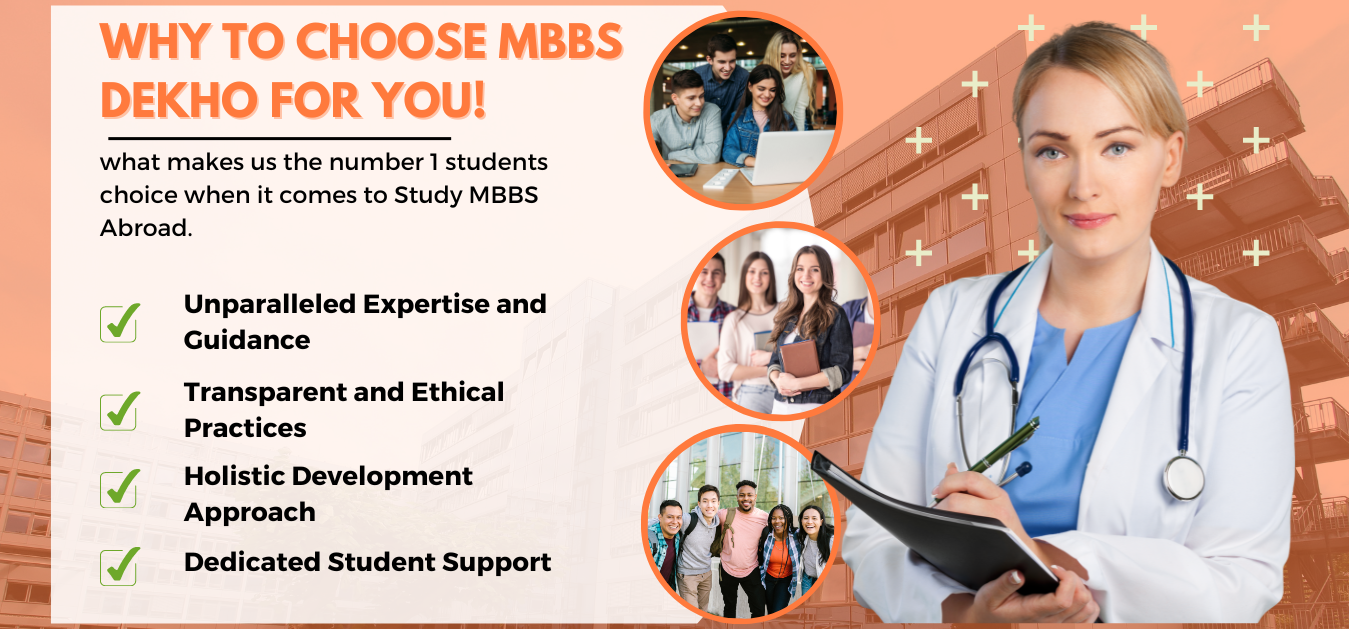 WHY TO CHOOSE MBBS
DEKHO FOR YOU!
what makes us the number 1 students
choice when it comes to Study MBBS
Abroad.
Unparalleled Expertise and
Guidance
Transparent and Ethical
Practices
Holistic Development
Approach
Dedicated Student Support